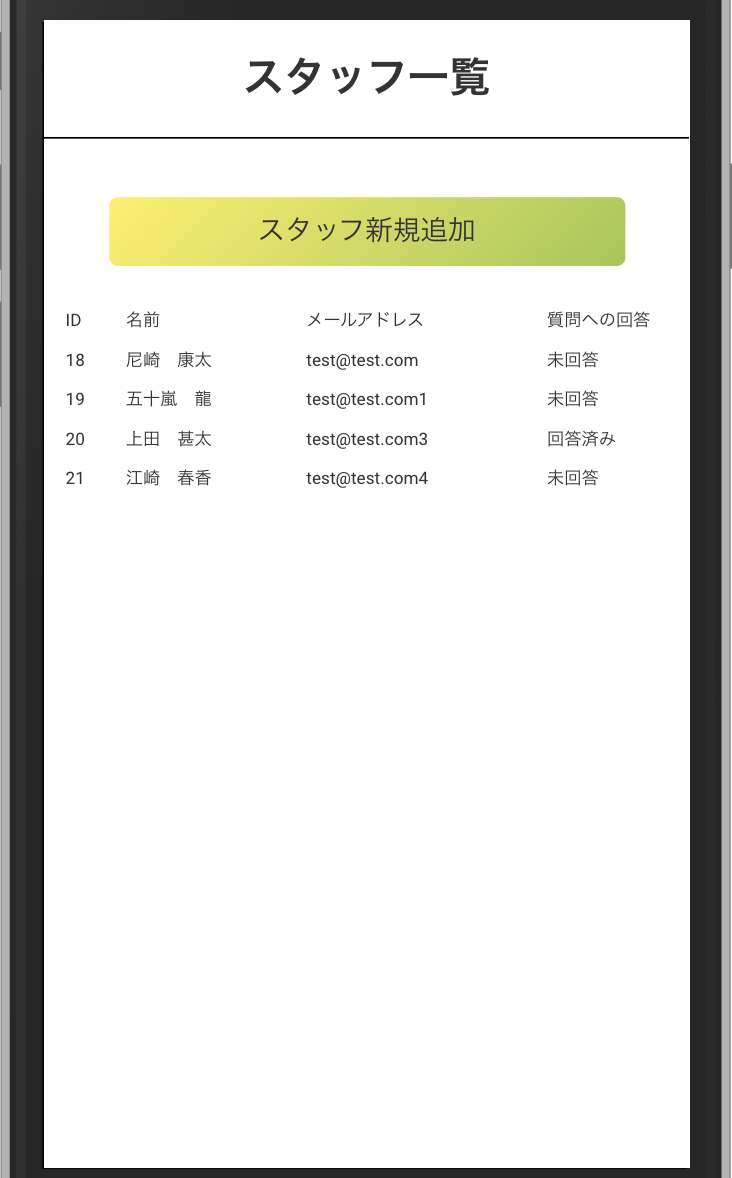 スタッフ一覧
スタッフ新規追加
ID 名前 メールアドレス 質問への回答
18 尼崎　康太 test@test.com 未回答
19 五十嵐　龍 test@test.com1 未回答
20 上田　甚太 test@test.com3 回答済み
21 江崎　春香 test@test.com4 未回答